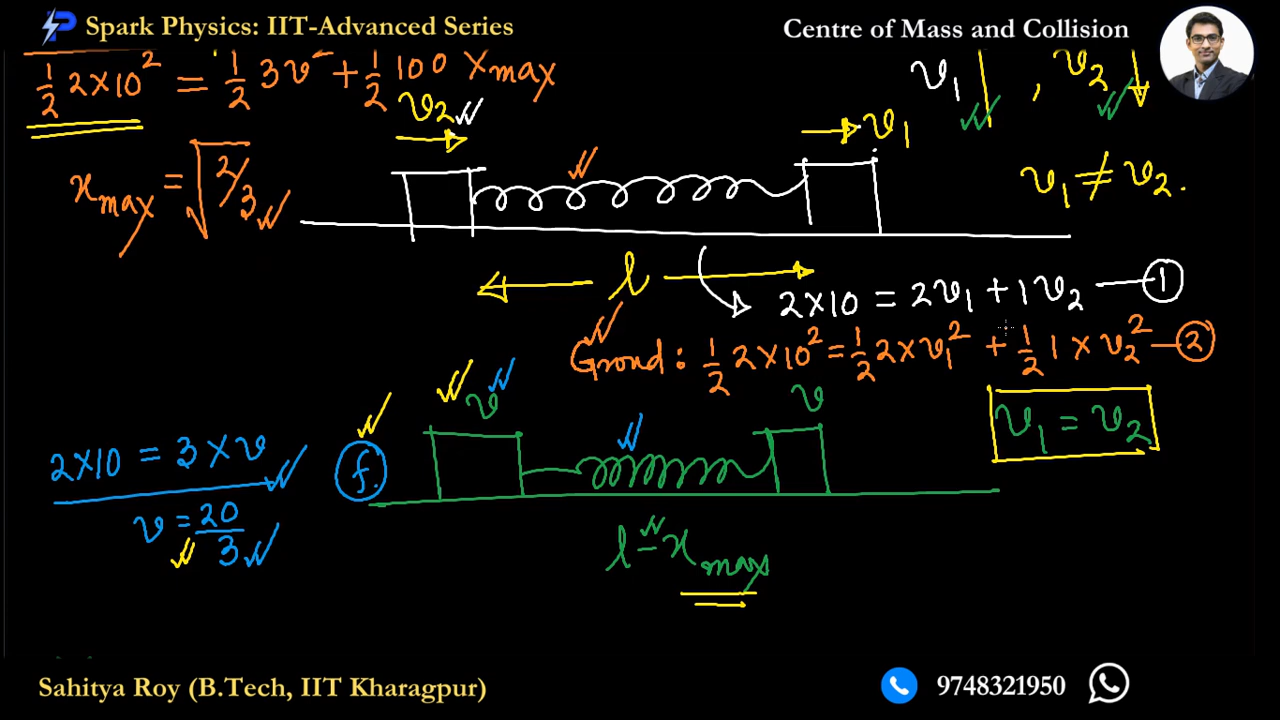 Spark Physics: IIT-Advanced Series
Centre of Mass and Collision
1/2 2×10² = 1/2 3v² + 1/2 100 x max
v₁ , v₂
v₂
v₁
x max = √2/3
v₁ ≠ v₂.
l
2×10 = 2v₁ + 1v₂ — ①
Grond: 1/2 2×10² = 1/2 2×v₁² + 1/2 1×v₂² — ②
v
v
v₁ = v₂
2×10 = 3×v
f.
v = 20/3
l - x max
Sahitya Roy (B.Tech, IIT Kharagpur)
9748321950